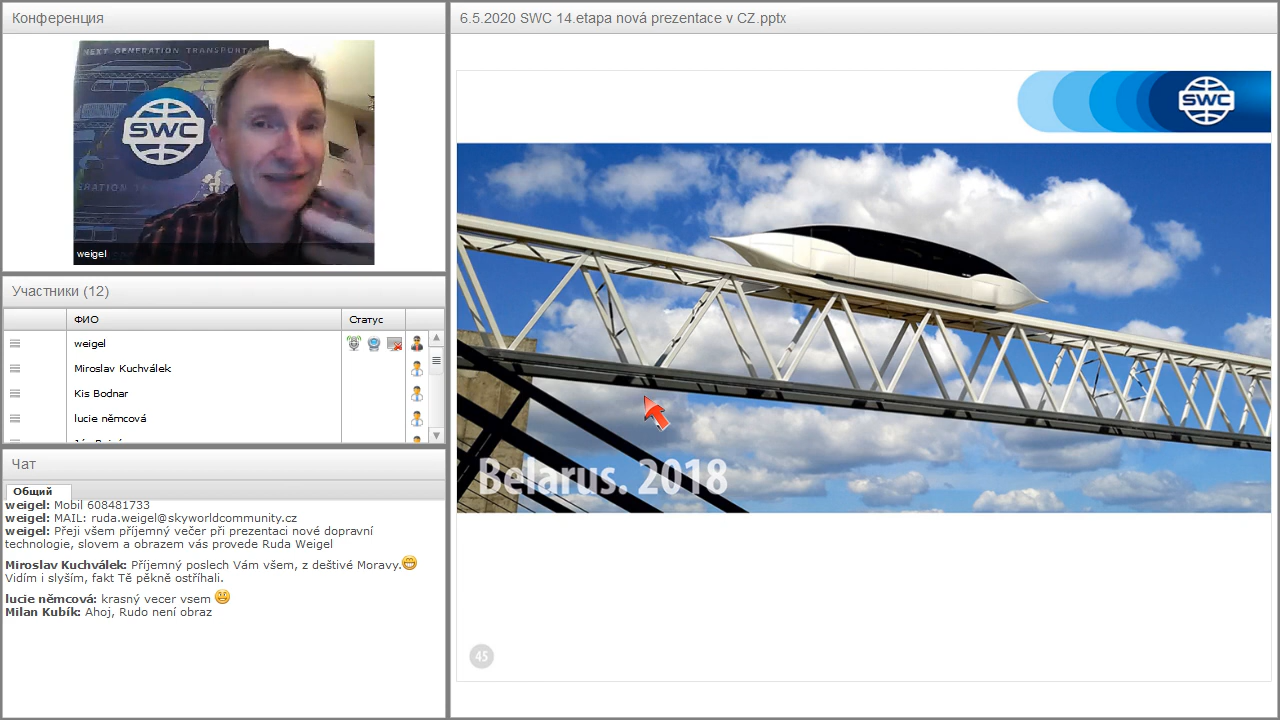 Конференция
NEXT GENERATION TRANSPORTA
SWC
RATION TRANSP
weigel
Участники (12)
ФИО
Статус
weigel
Miroslav Kuchválek
Kis Bodnar
lucie němcová
Чат
Общий
weigel: Mobil 608481733
weigel: MAIL: ruda.weigel@skyworldcommunity.cz
weigel: Přeji všem příjemný večer při prezentaci nové dopravní
technologie, slovem a obrazem vás provede Ruda Weigel
Miroslav Kuchválek: Příjemný poslech Vám všem, z deštivé Moravy.
Vidím i slyším, fakt Tě pěkně ostříhali.
lucie němcová: krasný vecer vsem
Milan Kubík: Ahoj, Rudo není obraz
6.5.2020 SWC 14.etapa nová prezentace v CZ.pptx
SWC
Belarus. 2018
45